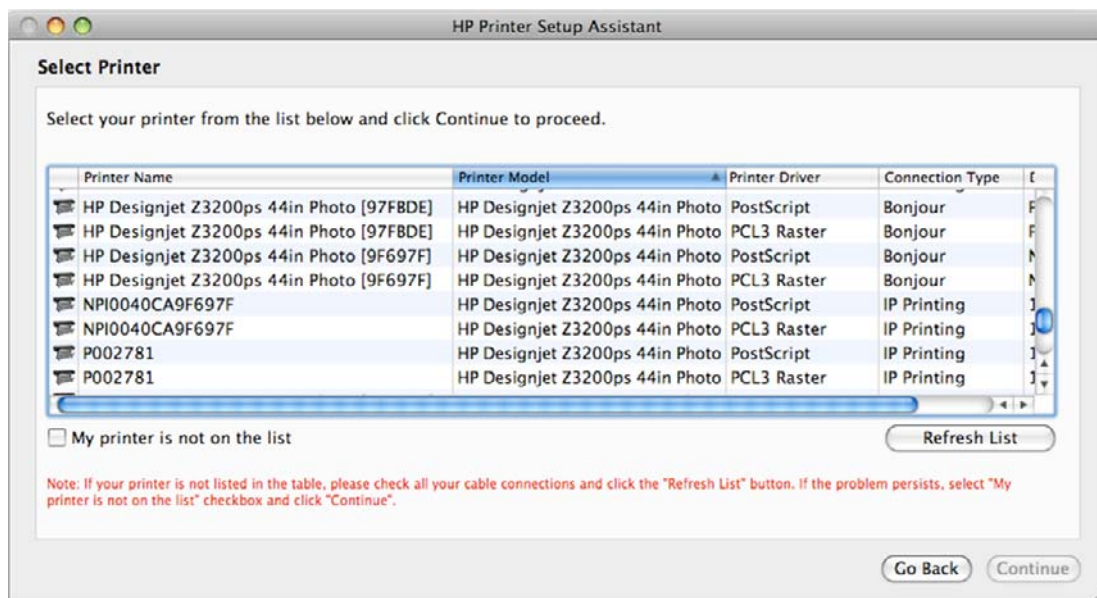 HP Printer Setup Assistant
Select Printer
Select your printer from the list below and click Continue to proceed.
Printer Name Printer Model Printer Driver Connection Type
HP Designjet Z3200ps 44in Photo [97FBDE] HP Designjet Z3200ps 44in Photo PostScript Bonjour
HP Designjet Z3200ps 44in Photo [97FBDE] HP Designjet Z3200ps 44in Photo PCL3 Raster Bonjour
HP Designjet Z3200ps 44in Photo [9F697F] HP Designjet Z3200ps 44in Photo PostScript Bonjour
HP Designjet Z3200ps 44in Photo [9F697F] HP Designjet Z3200ps 44in Photo PCL3 Raster Bonjour
NPI0040CA9F697F HP Designjet Z3200ps 44in Photo PostScript IP Printing
NPI0040CA9F697F HP Designjet Z3200ps 44in Photo PCL3 Raster IP Printing
P002781 HP Designjet Z3200ps 44in Photo PostScript IP Printing
P002781 HP Designjet Z3200ps 44in Photo PCL3 Raster IP Printing
My printer is not on the list Refresh List
Note: If your printer is not listed in the table, please check all your cable connections and click the "Refresh List" button. If the problem persists, select "My
printer is not on the list" checkbox and click "Continue".
Go Back Continue